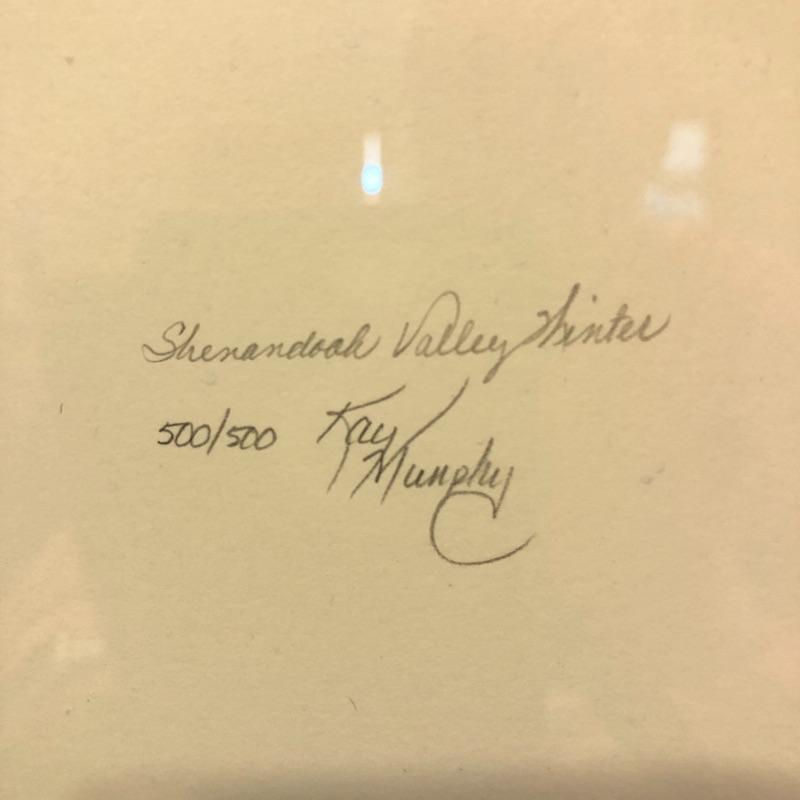 Shenandoah Valley Winter
500/500 Kay
Murphy